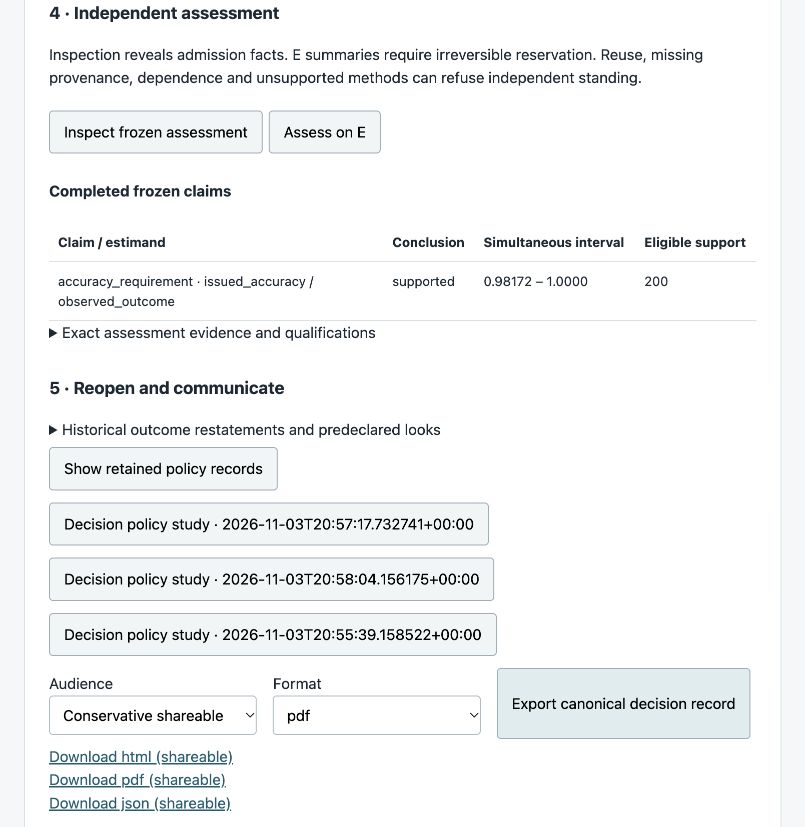 4 · Independent assessment
Inspection reveals admission facts. E summaries require irreversible reservation. Reuse, missing
provenance, dependence and unsupported methods can refuse independent standing.
Inspect frozen assessment
Assess on E
Completed frozen claims
Claim / estimand Conclusion Simultaneous interval Eligible support
accuracy_requirement · issued_accuracy / supported 0.98172 – 1.0000 200
observed_outcome
▶ Exact assessment evidence and qualifications
5 · Reopen and communicate
▶ Historical outcome restatements and predeclared looks
Show retained policy records
Decision policy study · 2026-11-03T20:57:17.732741+00:00
Decision policy study · 2026-11-03T20:58:04.156175+00:00
Decision policy study · 2026-11-03T20:55:39.158522+00:00
Audience Format
Conservative shareable pdf Export canonical decision record
Download html (shareable)
Download pdf (shareable)
Download json (shareable)